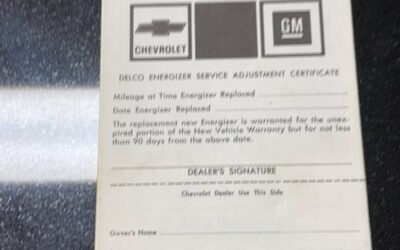 CHEVROLET
GM
DELCO ENERGIZER SERVICE ADJUSTMENT CERTIFICATE
Mileage at Time Energizer Replaced
Date Energizer Replaced
The replacement new Energizer is warranted for the unex-
pired portion of the New Vehicle Warranty but for not less
than 90 days from the above date.
DEALER'S SIGNATURE
Chevrolet Dealer Use This Side
Owner's Name